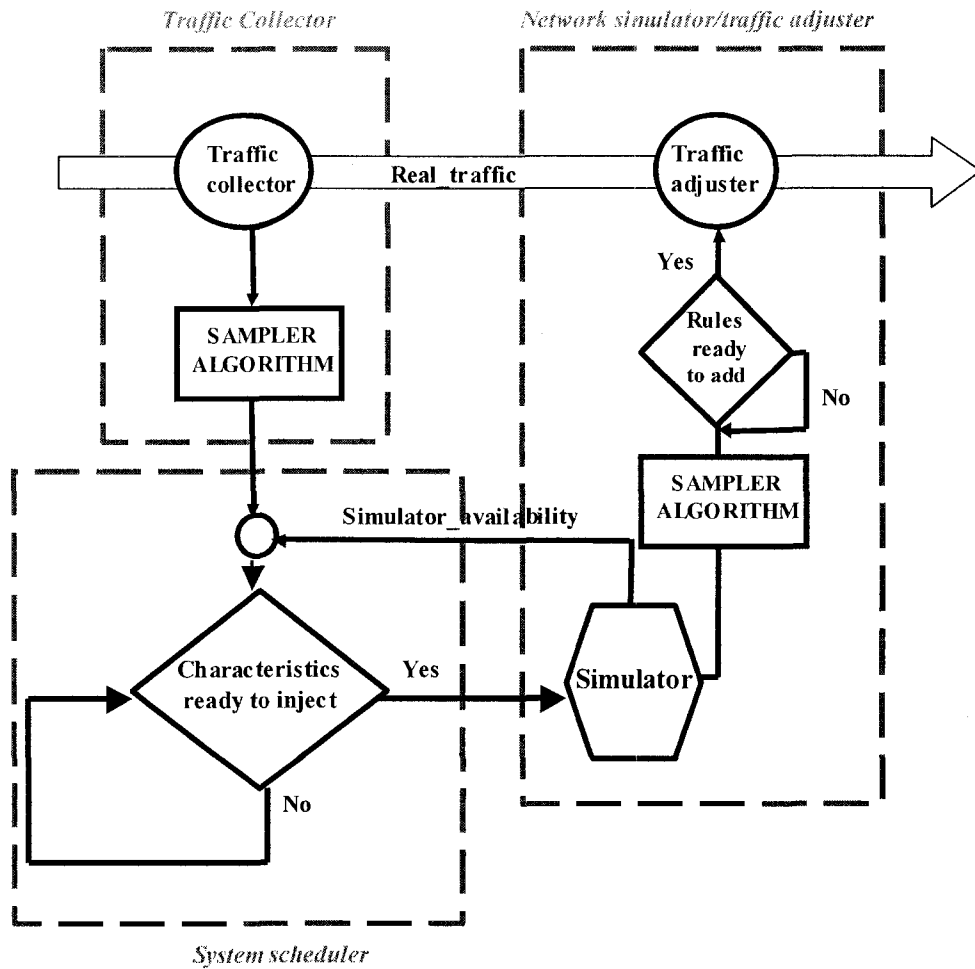 Traffic Collector
Network simulator/traffic adjuster
Traffic
collector
Real_traffic
Traffic
adjuster
Yes
SAMPLER
ALGORITHM
Rules
ready
to add
No
SAMPLER
ALGORITHM
Simulator_availability
Characteristics
ready to inject
Yes
Simulator
No
System scheduler